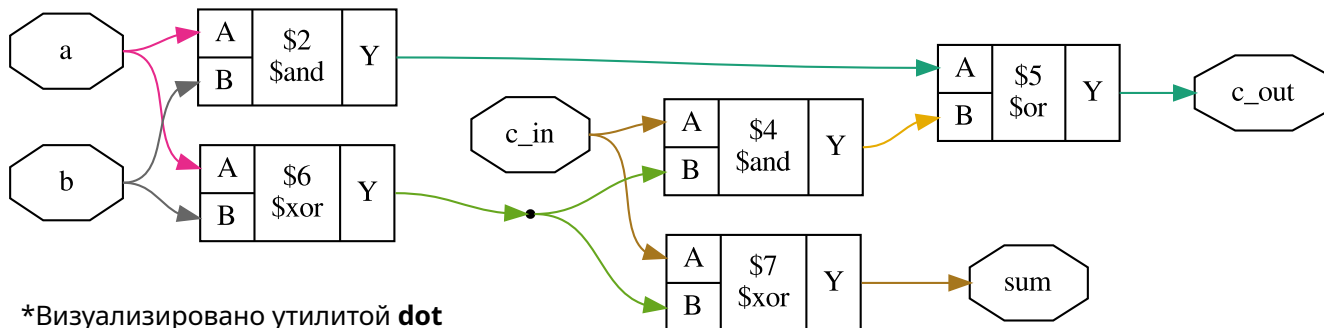 a
b
A
B
$2
$and
Y
A
B
$6
$xor
Y
c_in
A
B
$4
$and
Y
A
B
$7
$xor
Y
A
B
$5
$or
Y
c_out
sum
*Визуализировано утилитой dot